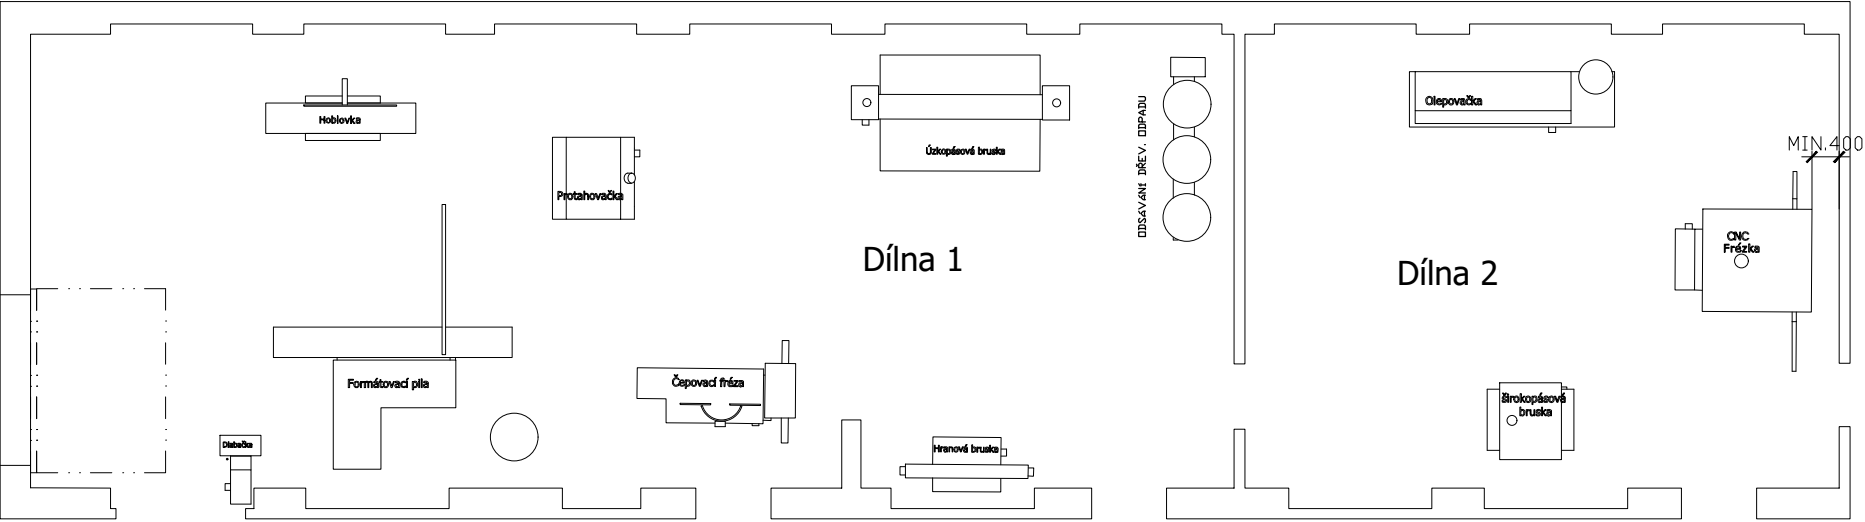 Hoblovka
Protahovačka
Úzkopásová bruska
ODSÁVÁNÍ DŘEV. ODPADU
Olepovačka
MIN.400
Dílna 1
Dílna 2
CNC
Frézka
Formátovací pila
Čepovací fréza
Širokopásová
bruska
Dlabačka
Hranová bruska